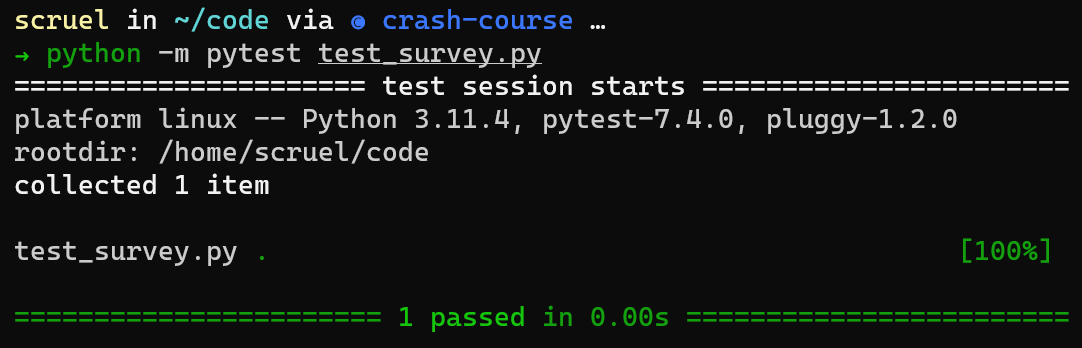 scruel in ~/code via ◉ crash-course …
→ python -m pytest test_survey.py
====================== test session starts =======================
platform linux -- Python 3.11.4, pytest-7.4.0, pluggy-1.2.0
rootdir: /home/scruel/code
collected 1 item
test_survey.py . [100%]
======================= 1 passed in 0.00s ========================